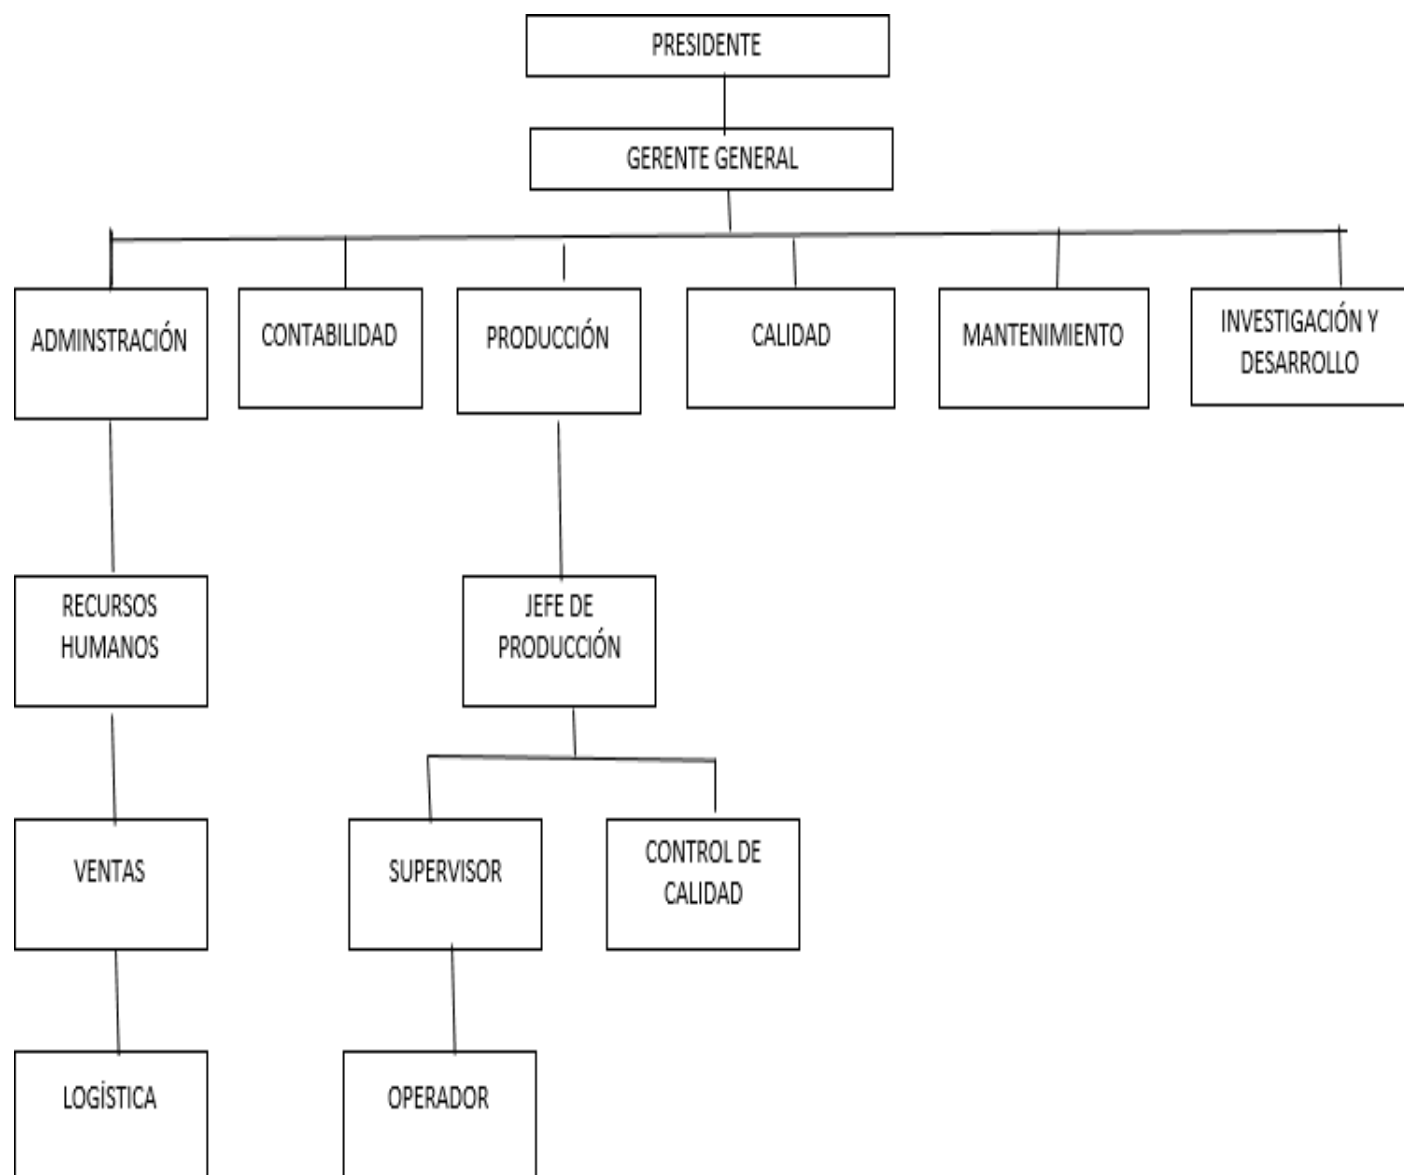 PRESIDENTE
GERENTE GENERAL
ADMINSTRACIÓN
CONTABILIDAD
PRODUCCIÓN
CALIDAD
MANTENIMIENTO
INVESTIGACIÓN Y
DESARROLLO
RECURSOS
HUMANOS
JEFE DE
PRODUCCIÓN
VENTAS
SUPERVISOR
CONTROL DE
CALIDAD
LOGÍSTICA
OPERADOR